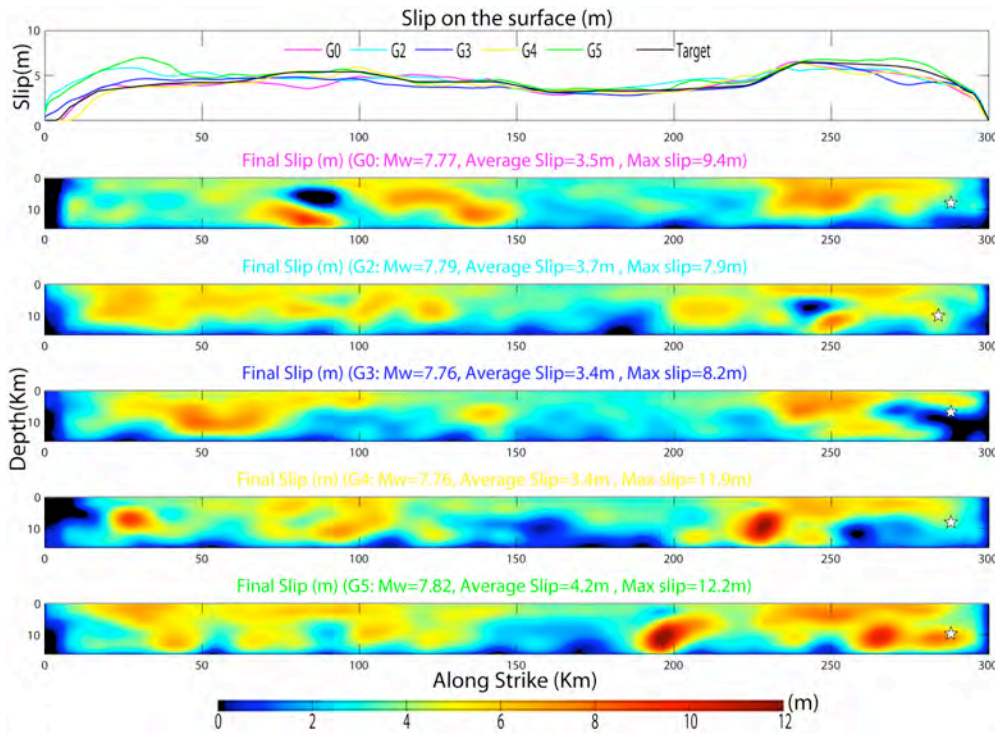 Slip on the surface (m)
Slip(m)
10
5
0
G0 G2 G3 G4 G5 Target
0 50 100 150 200 250 300
Final Slip (m) (G0: Mw=7.77, Average Slip=3.5m , Max slip=9.4m)
0
10
0 50 100 150 200 250 300
Final Slip (m) (G2: Mw=7.79, Average Slip=3.7m , Max slip=7.9m)
0
10
0 50 100 150 200 250 300
Final Slip (m) (G3: Mw=7.76, Average Slip=3.4m , Max slip=8.2m)
Depth(Km)
0
10
0 50 100 150 200 250 300
Final Slip (m) (G4: Mw=7.76, Average Slip=3.4m , Max slip=11.9m)
0
10
0 50 100 150 200 250 300
Final Slip (m) (G5: Mw=7.82, Average Slip=4.2m , Max slip=12.2m)
0
10
0 50 100 150 200 250 300
Along Strike (Km)
(m)
0 2 4 6 8 10 12